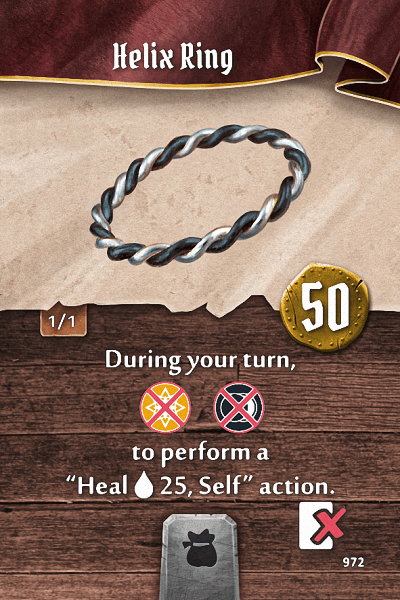 Helix Ring
50
1/1
During your turn,
to perform a
“Heal 25, Self” action.
972